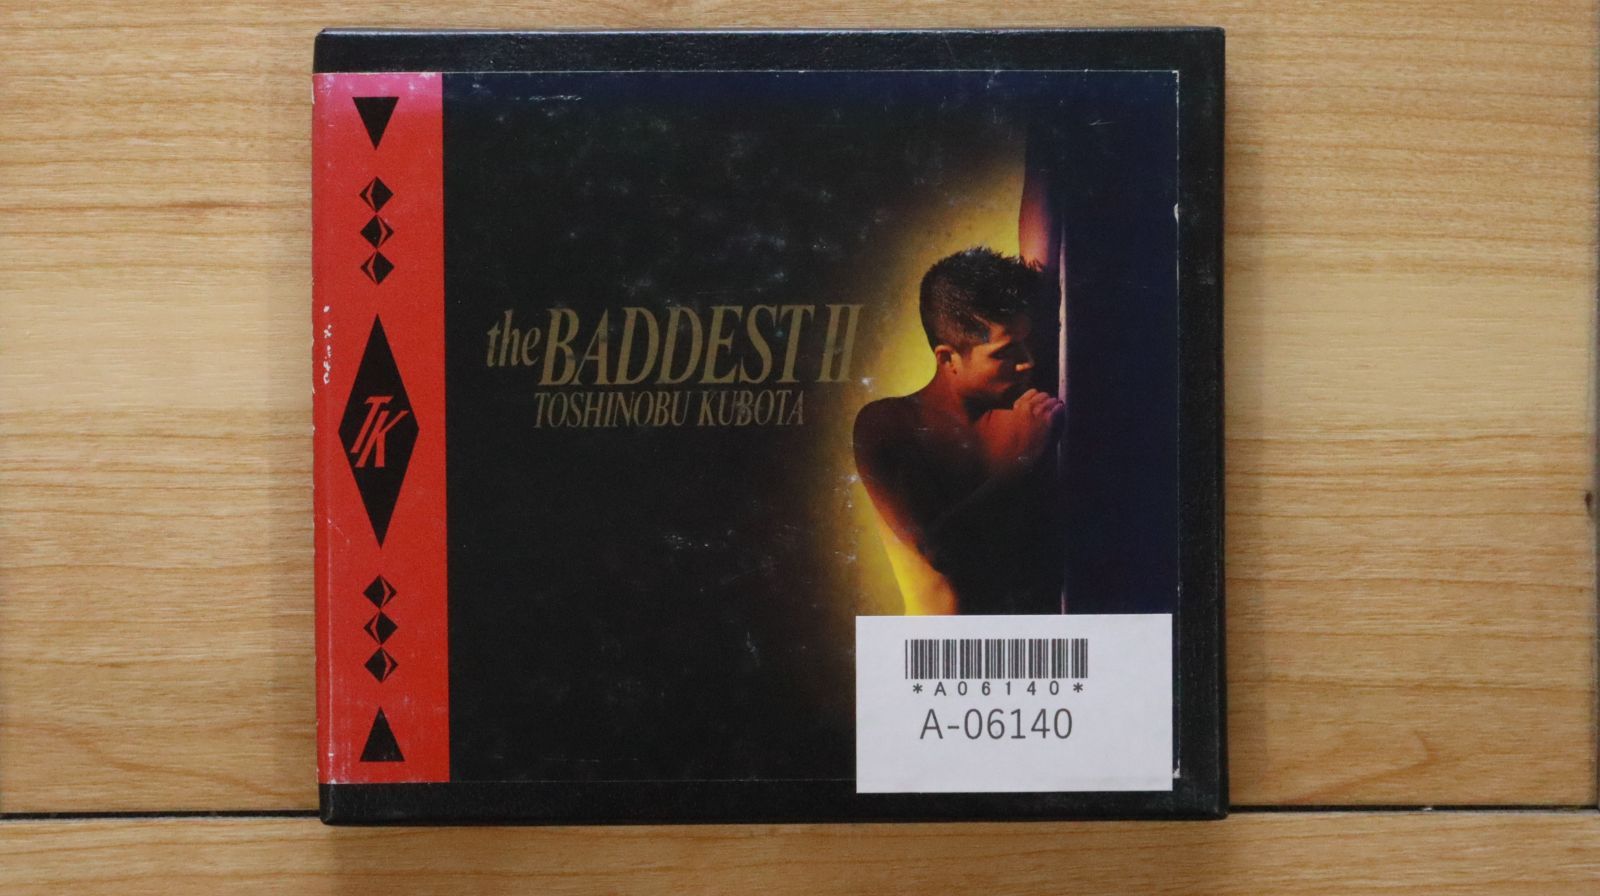 TK
the BADDEST II
TOSHINOBU KUBOTA
*A06140*
A-06140